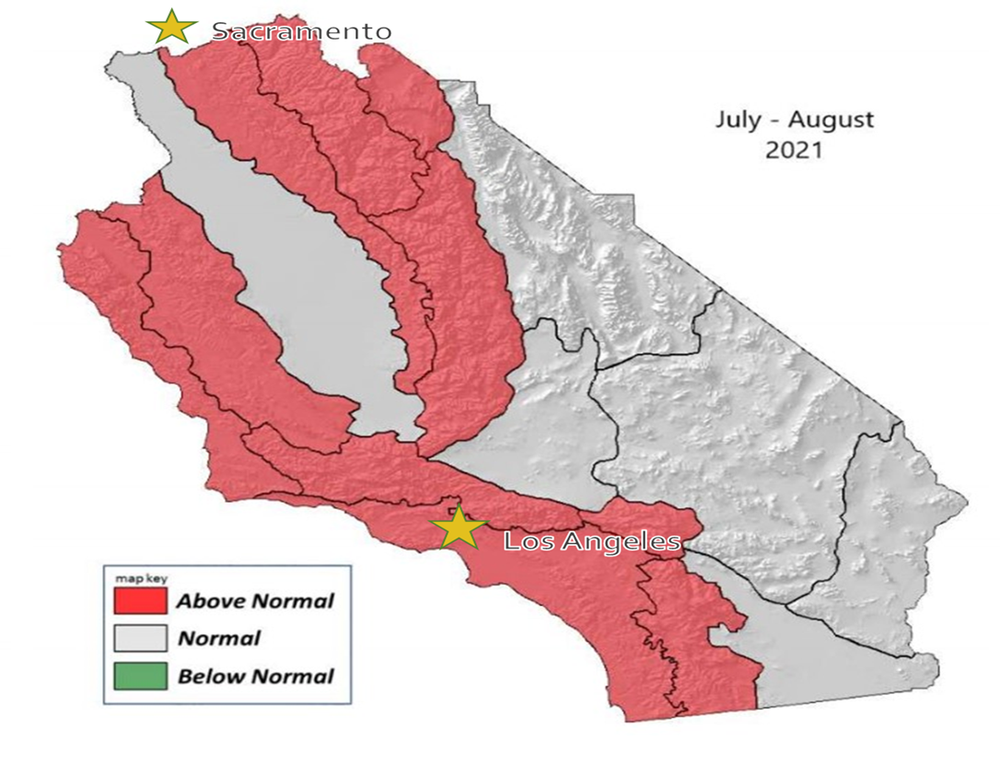 Sacramento
July - August
2021
Los Angeles
map key
Above Normal
Normal
Below Normal